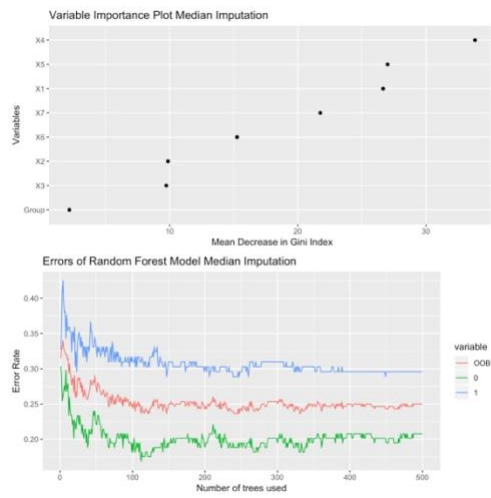 Variable Importance Plot Median Imputation
X4
X5
X1
X7
X6
X2
X3
Group
Variables
10 20 30
Mean Decrease in Gini Index
Errors of Random Forest Model Median Imputation
0.40
0.35
0.30
0.25
0.20
Error Rate
variable
OOB
0
1
0 100 200 300 400 500
Number of trees used